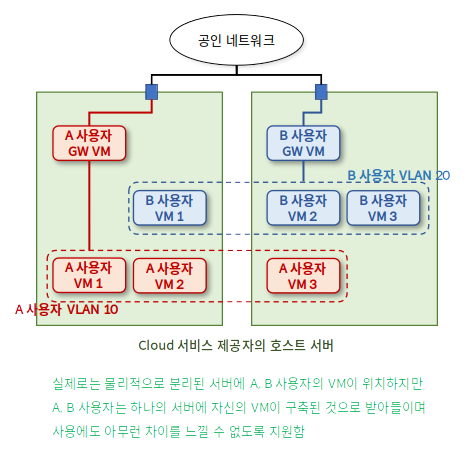 공인 네트워크
A 사용자
GW VM
B 사용자
GW VM
B 사용자 VLAN 20
B 사용자
VM 1
B 사용자
VM 2
B 사용자
VM 3
A 사용자
VM 1
A 사용자
VM 2
A 사용자
VM 3
A 사용자 VLAN 10
Cloud 서비스 제공자의 호스트 서버
실제로는 물리적으로 분리된 서버에 A, B 사용자의 VM이 위치하지만
A, B 사용자는 하나의 서버에 자신의 VM이 구축된 것으로 받아들이며
사용에도 아무런 차이를 느낄 수 없도록 지원함